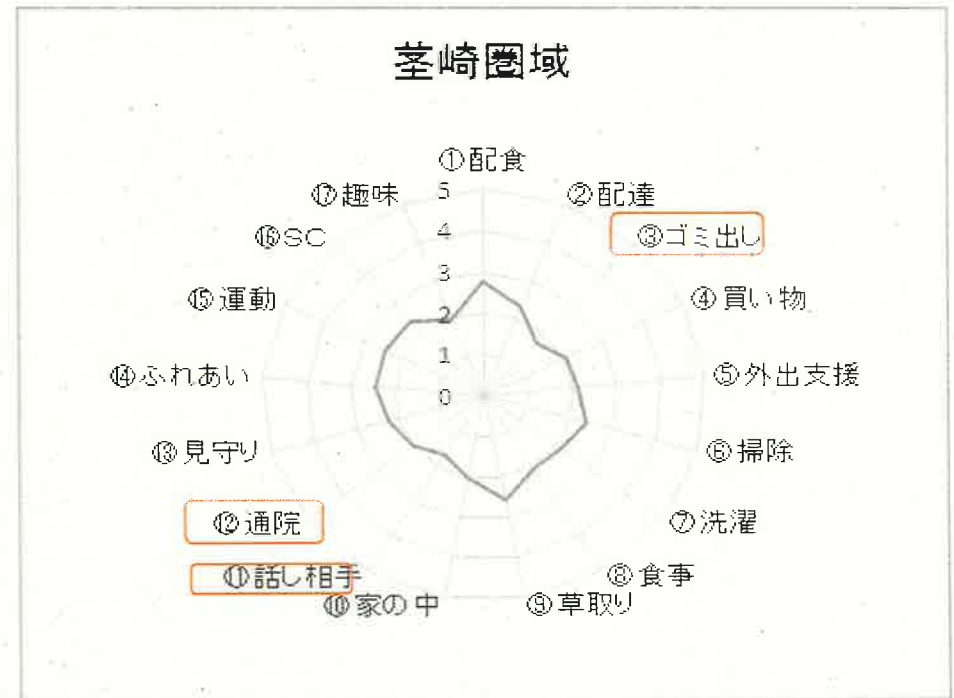 茎崎圏域
①配食
②配達
③ゴミ出し
④買い物
⑤外出支援
⑥掃除
⑦洗濯
⑧食事
⑨草取り
⑩家の中
⑪話し相手
⑫通院
⑬見守り
⑭ふれあい
⑮運動
⑯SC
⑰趣味
5
4
3
2
1
0